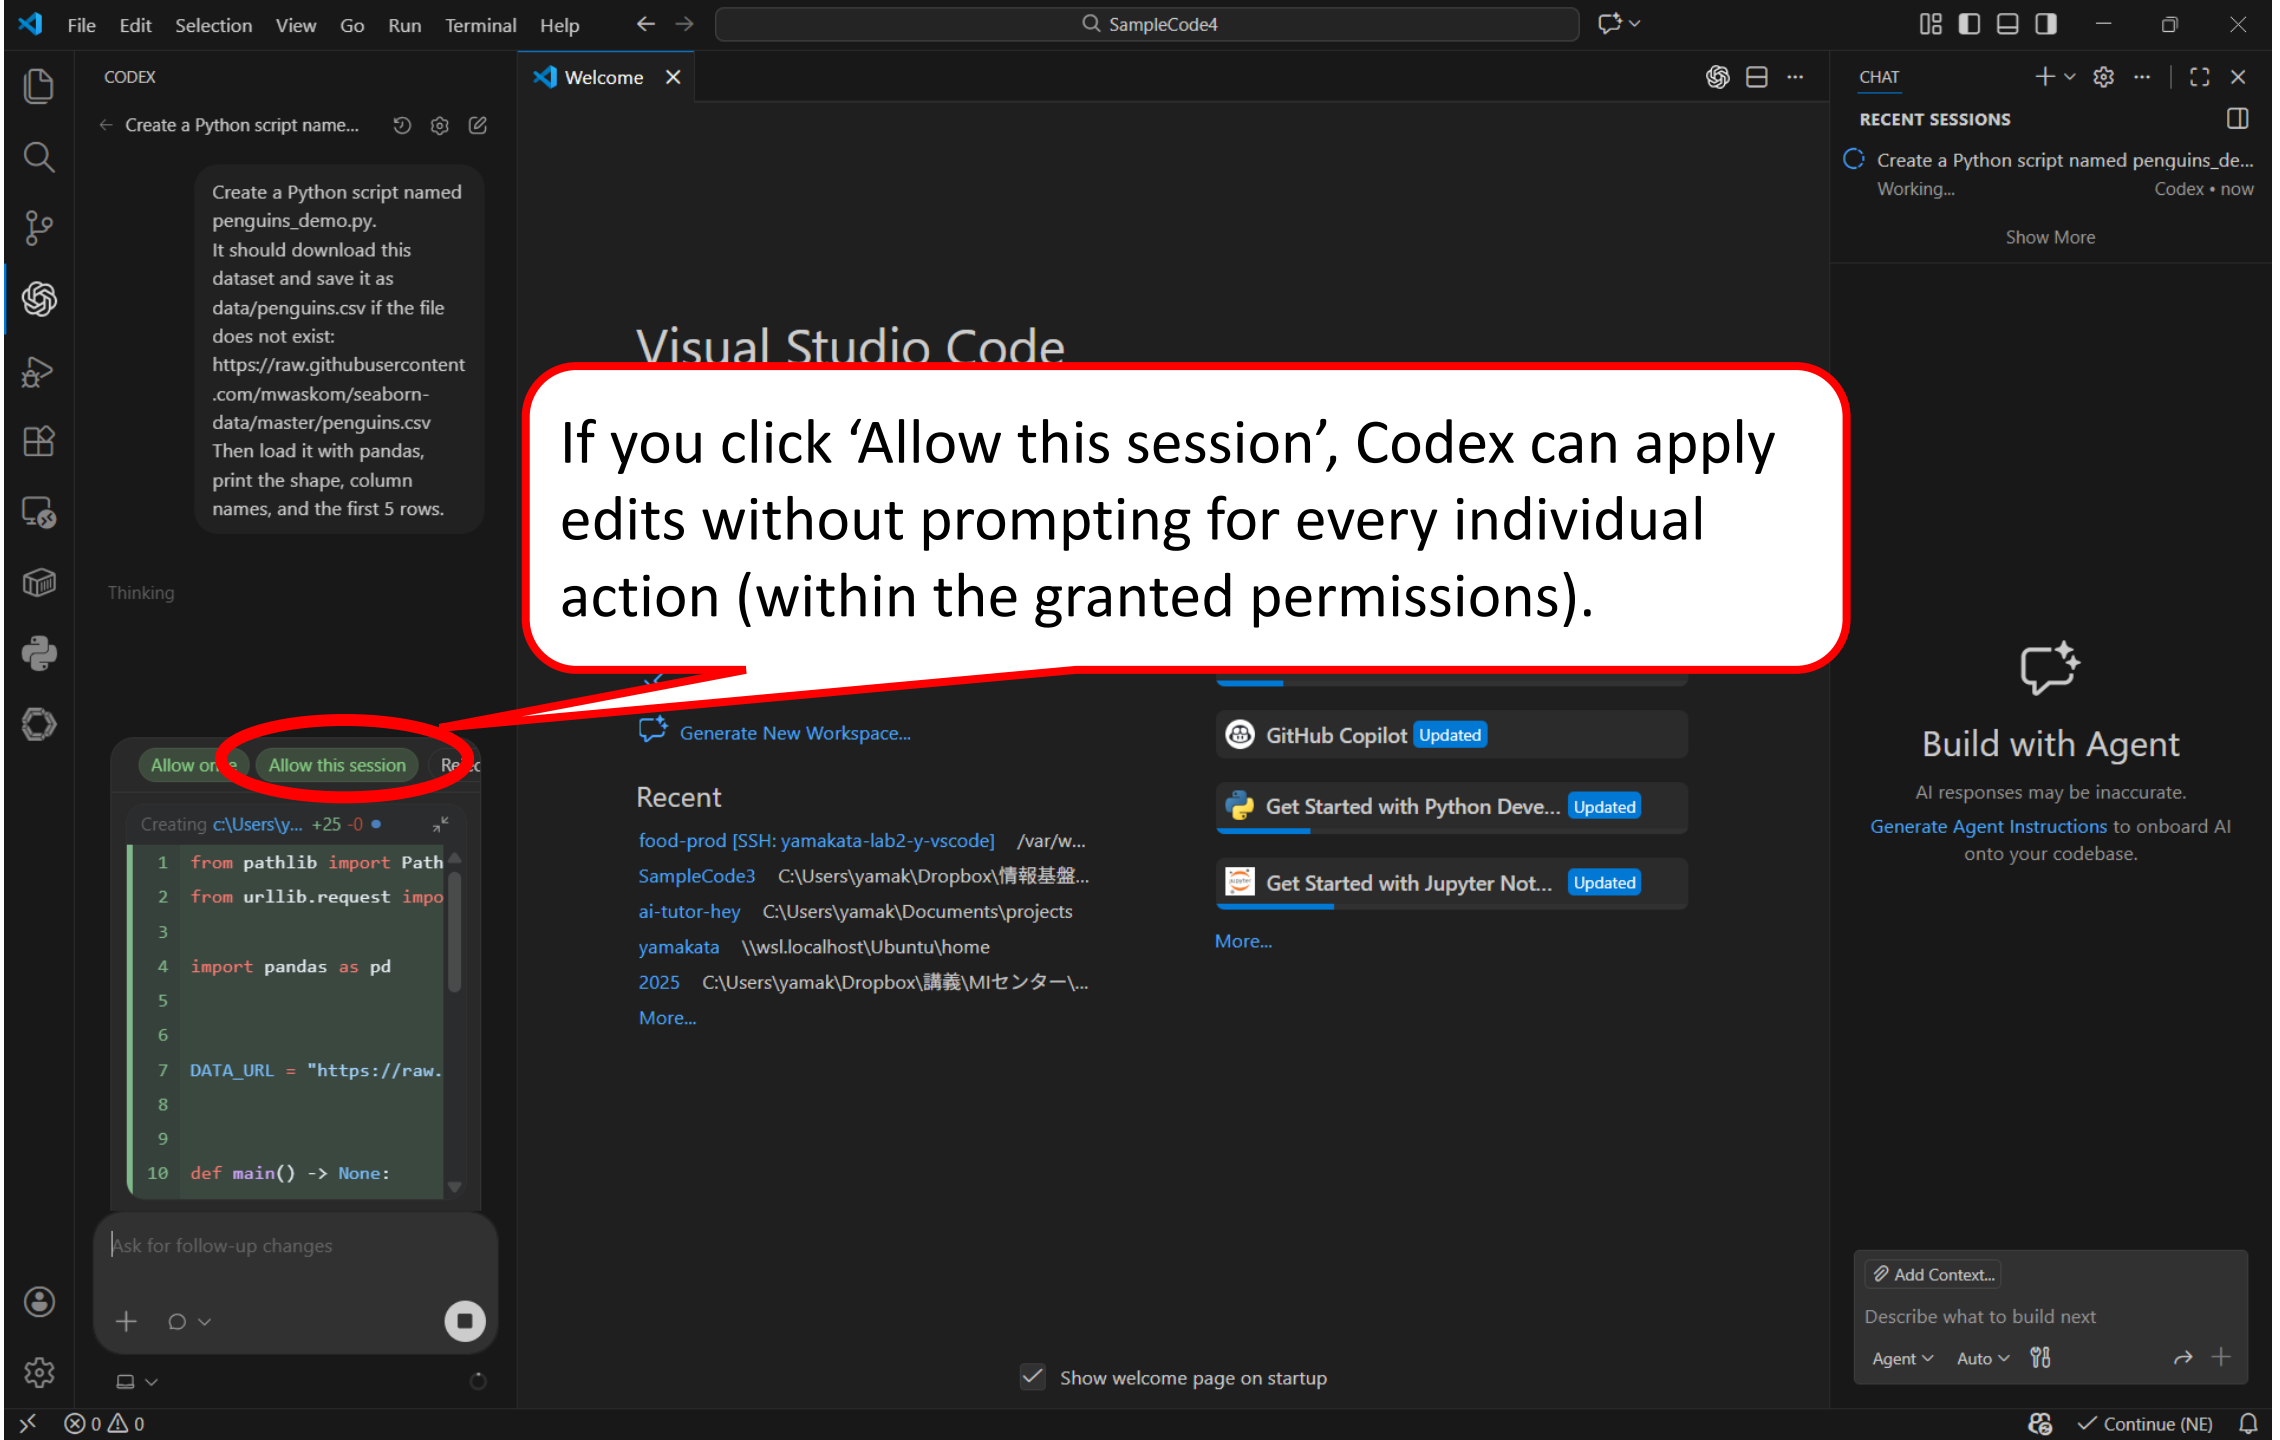 File Edit Selection View Go Run Terminal Help
SampleCode4
CODEX
Create a Python script name...
Create a Python script named
penguins_demo.py.
It should download this
dataset and save it as
data/penguins.csv if the file
does not exist:
https://raw.githubusercontent
.com/mwaskom/seaborn-
data/master/penguins.csv
Then load it with pandas,
print the shape, column
names, and the first 5 rows.
Thinking
Allow this session
Creating c:\Users\y... +25 -0
1 from pathlib import Path
2 from urllib.request impo
3
4 import pandas as pd
5
6
7 DATA_URL = "https://raw.
8
9
10 def main() -> None:
Ask for follow-up changes
Welcome
Visual Studio Code
If you click ‘Allow this session’, Codex can apply
edits without prompting for every individual
action (within the granted permissions).
Generate New Workspace...
Recent
food-prod [SSH: yamakata-lab2-y-vscode] /var/w...
SampleCode3 C:\Users\yamak\Dropbox\情報基盤...
ai-tutor-hey C:\Users\yamak\Documents\projects
yamakata \\wsl.localhost\Ubuntu\home
2025 C:\Users\yamak\Dropbox\講義\MIセンター\...
More...
GitHub Copilot Updated
Get Started with Python Deve... Updated
Get Started with Jupyter Not... Updated
More...
Show welcome page on startup
CHAT
RECENT SESSIONS
Create a Python script named penguins_de...
Working... Codex • now
Show More
Build with Agent
AI responses may be inaccurate.
Generate Agent Instructions to onboard AI
onto your codebase.
Add Context...
Describe what to build next
Agent Auto
0 0
Continue (NE)